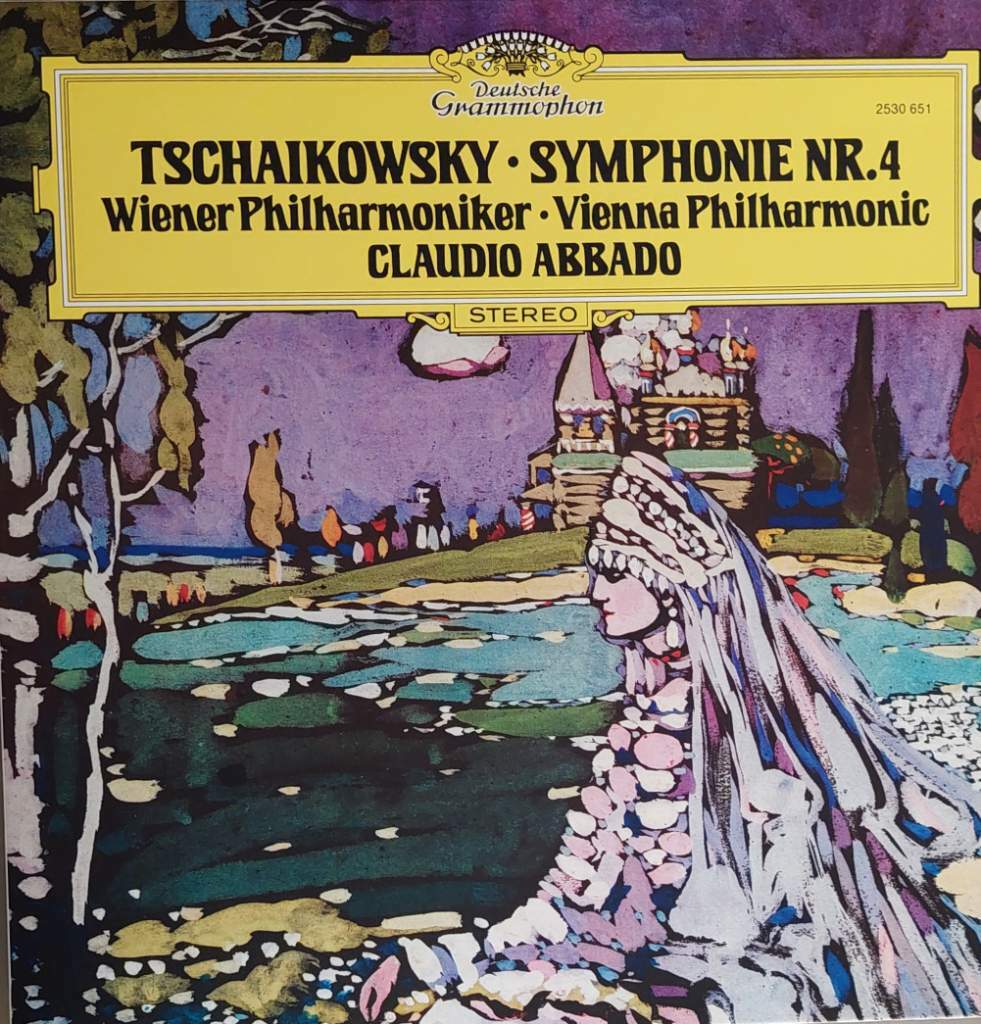 Deutsche
Grammophon
2530 651
TSCHAIKOWSKY · SYMPHONIE NR.4
Wiener Philharmoniker · Vienna Philharmonic
CLAUDIO ABBADO
STEREO